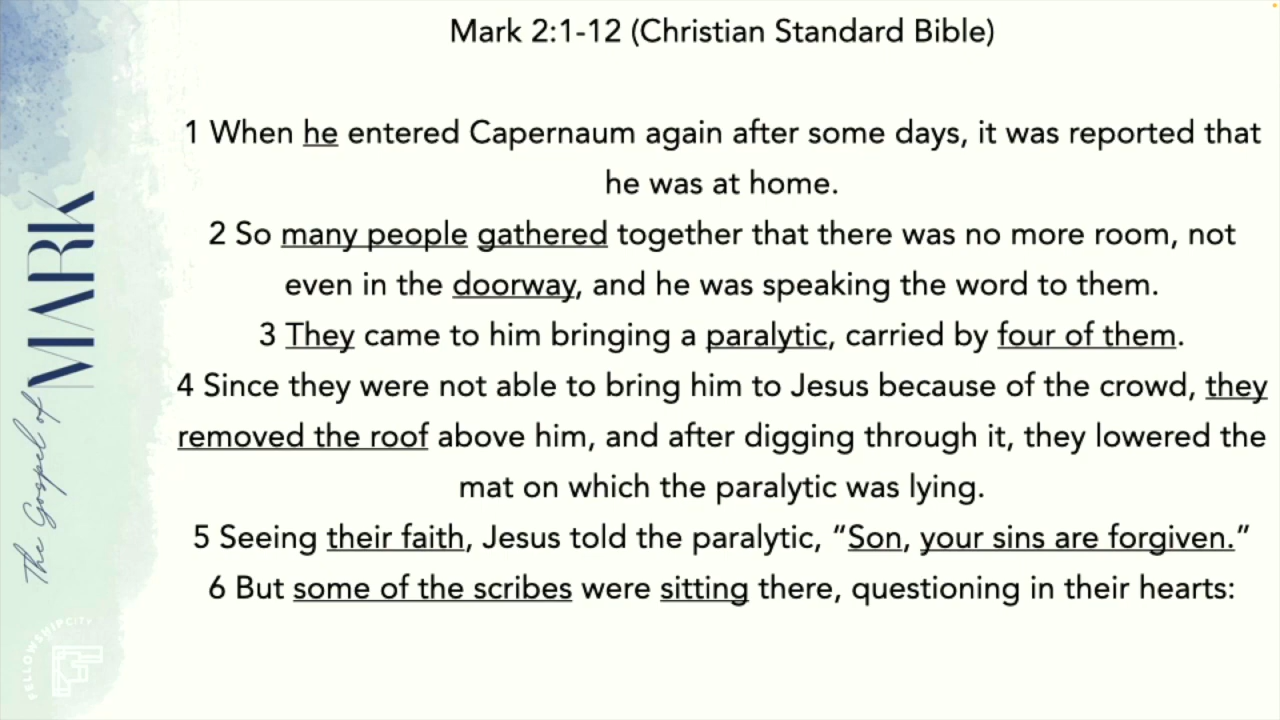 Mark 2:1-12 (Christian Standard Bible)
1 When he entered Capernaum again after some days, it was reported that
he was at home.
2 So many people gathered together that there was no more room, not
even in the doorway, and he was speaking the word to them.
3 They came to him bringing a paralytic, carried by four of them.
4 Since they were not able to bring him to Jesus because of the crowd, they
removed the roof above him, and after digging through it, they lowered the
mat on which the paralytic was lying.
5 Seeing their faith, Jesus told the paralytic, “Son, your sins are forgiven.”
6 But some of the scribes were sitting there, questioning in their hearts:
The Gospel of
MARK
FELLOWSHIPCITY